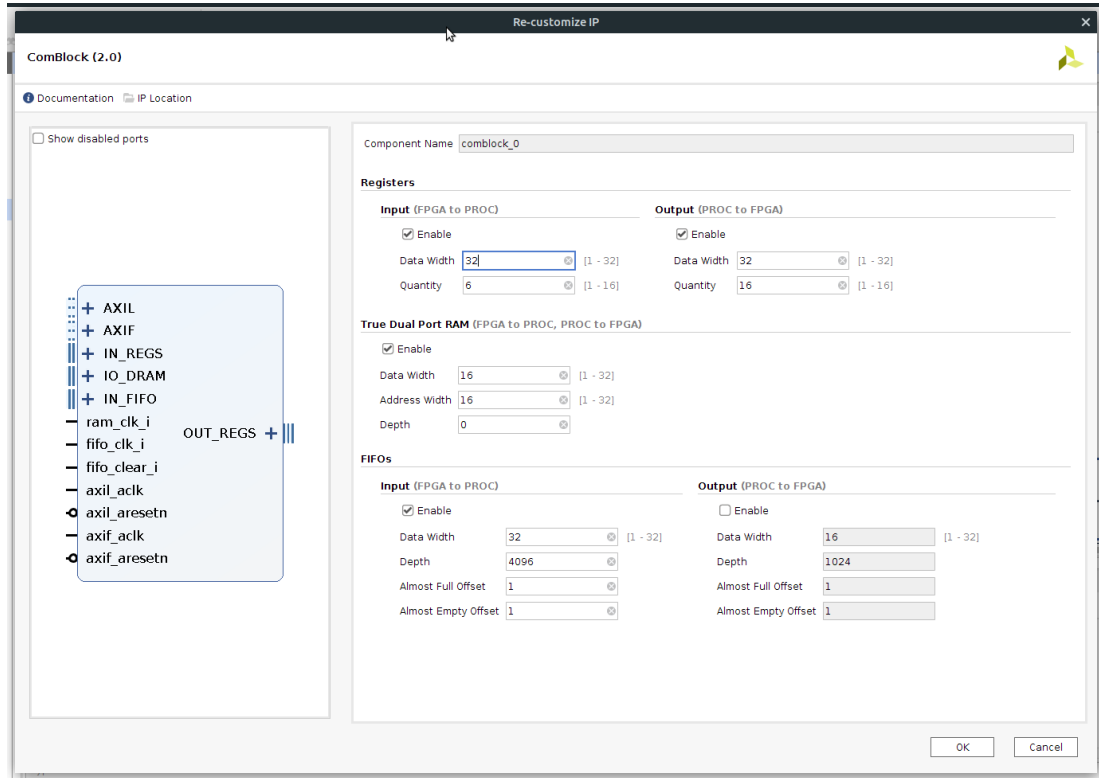 Re-customize IP
ComBlock (2.0)
Documentation IP Location
Show disabled ports
AXIL
AXIF
IN_REGS
IO_DRAM
IN_FIFO
ram_clk_i
OUT_REGS
fifo_clk_i
fifo_clear_i
axil_aclk
axil_aresetn
axif_aclk
axif_aresetn
Component Name comblock_0
Registers
Input (FPGA to PROC) Output (PROC to FPGA)
Enable Enable
Data Width 32 [1 - 32] Data Width 32 [1 - 32]
Quantity 6 [1 - 16] Quantity 16 [1 - 16]
True Dual Port RAM (FPGA to PROC, PROC to FPGA)
Enable
Data Width 16 [1 - 32]
Address Width 16 [1 - 32]
Depth 0
FIFOs
Input (FPGA to PROC) Output (PROC to FPGA)
Enable Enable
Data Width 32 [1 - 32] Data Width 16 [1 - 32]
Depth 4096 Depth 1024
Almost Full Offset 1 Almost Full Offset 1
Almost Empty Offset 1 Almost Empty Offset 1
OK Cancel